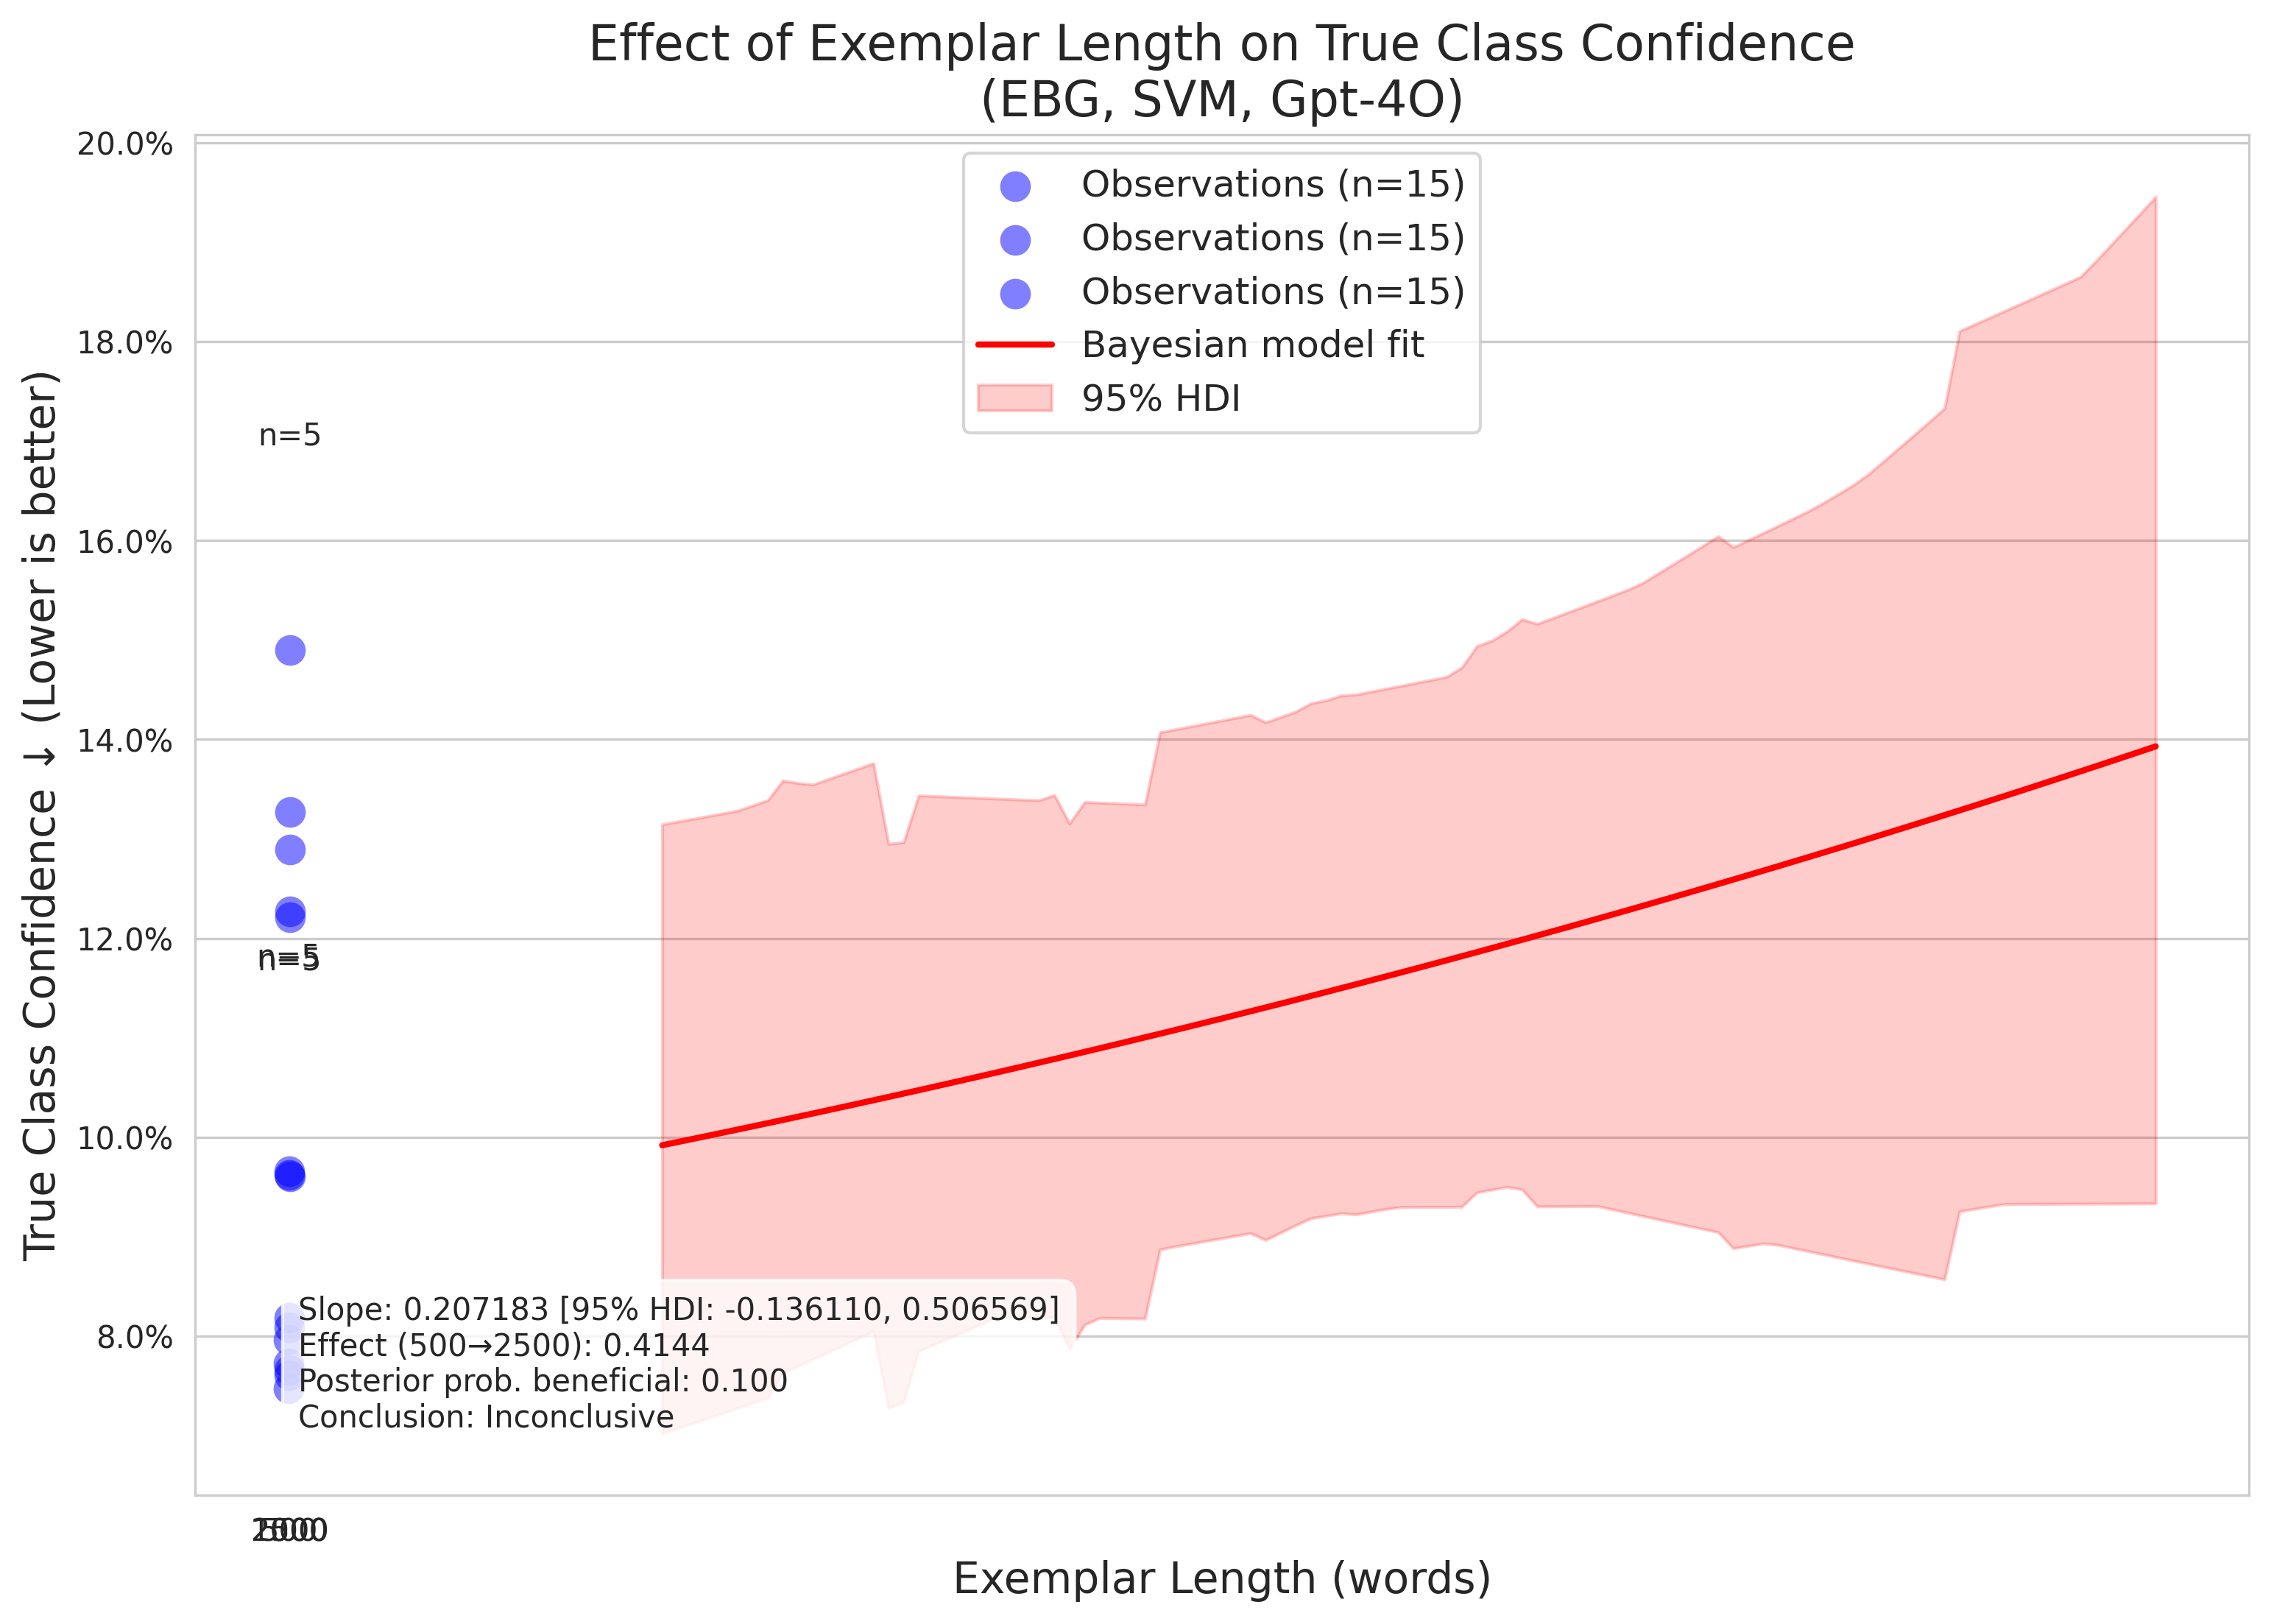 Effect of Exemplar Length on True Class Confidence
(EBG, SVM, Gpt-4O)
True Class Confidence ↓ (Lower is better)
20.0%
18.0%
16.0%
14.0%
12.0%
10.0%
8.0%
Observations (n=15)
Observations (n=15)
Observations (n=15)
Bayesian model fit
95% HDI
n=5
n=5
n=5
Slope: 0.207183 [95% HDI: -0.136110, 0.506569]
Effect (500→2500): 0.4144
Posterior prob. beneficial: 0.100
Conclusion: Inconclusive
Exemplar Length (words)